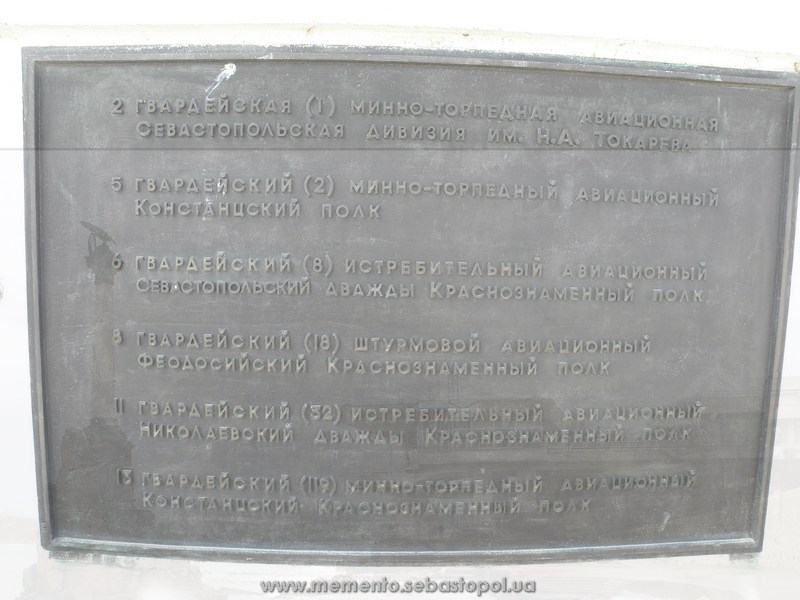 2 ГВАРДЕЙСКАЯ (1) МИННО-ТОРПЕДНАЯ АВИАЦИОННАЯ
СЕВАСТОПОЛЬСКАЯ ДИВИЗИЯ ИМ. Н.А. ТОКАРЕВА
5 ГВАРДЕЙСКИЙ (2) МИННО-ТОРПЕДНЫЙ АВИАЦИОННЫЙ
КОНСТАНЦСКИЙ ПОЛК
6 ГВАРДЕЙСКИЙ (8) ИСТРЕБИТЕЛЬНЫЙ АВИАЦИОННЫЙ
СЕВАСТОПОЛЬСКИЙ ДВАЖДЫ КРАСНОЗНАМЕННЫЙ ПОЛК
8 ГВАРДЕЙСКИЙ (18) ШТУРМОВОЙ АВИАЦИОННЫЙ
ФЕОДОСИЙСКИЙ КРАСНОЗНАМЕННЫЙ ПОЛК
11 ГВАРДЕЙСКИЙ (32) ИСТРЕБИТЕЛЬНЫЙ АВИАЦИОННЫЙ
НИКОЛАЕВСКИЙ ДВАЖДЫ КРАСНОЗНАМЕННЫЙ ПОЛК
13 ГВАРДЕЙСКИЙ (119) МИННО-ТОРПЕДНЫЙ АВИАЦИОННЫЙ
КОНСТАНЦСКИЙ КРАСНОЗНАМЕННЫЙ ПОЛК
www.memento.sebastopol.ua